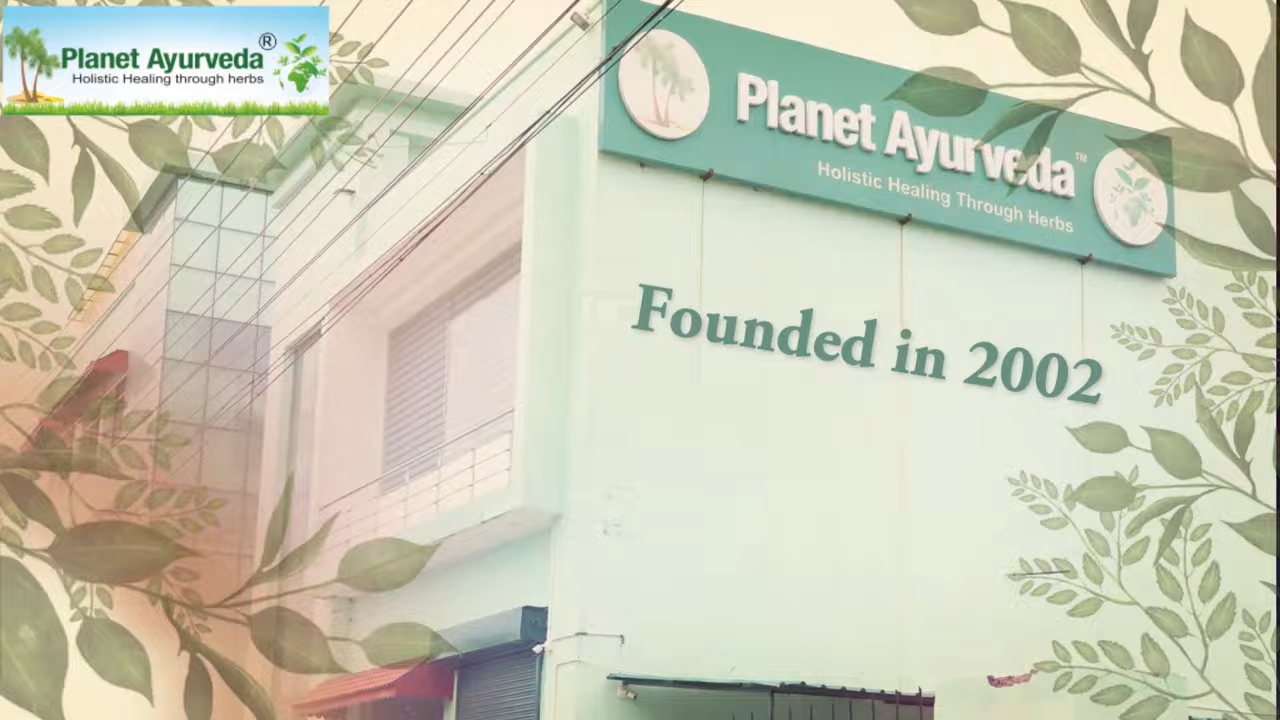 Planet Ayurveda®
Holistic Healing through herbs
Planet Ayurveda™
Holistic Healing Through Herbs
Founded in 2002